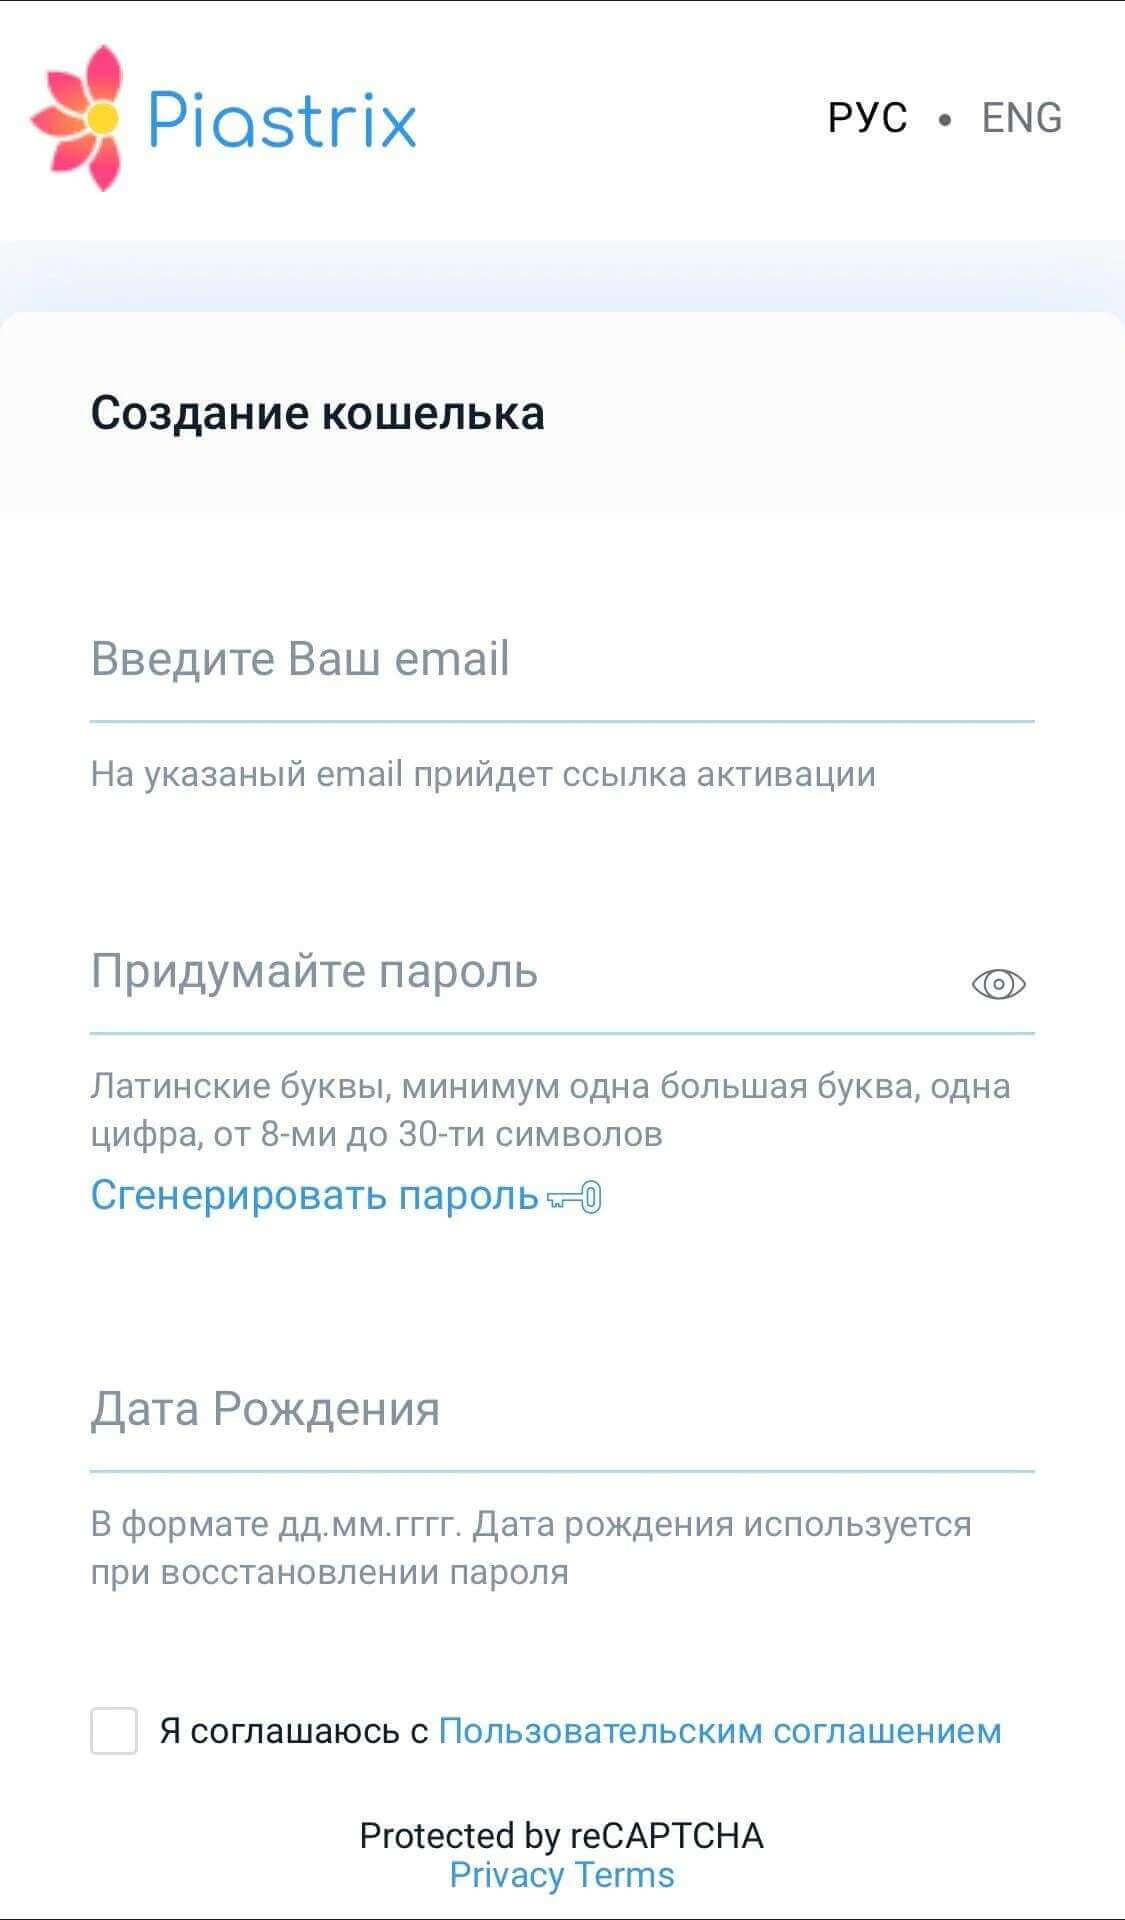 Piastrix
РУС • ENG
Создание кошелька
Введите Ваш email
На указаный email прийдет ссылка активации
Придумайте пароль
Латинские буквы, минимум одна большая буква, одна
цифра, от 8-ми до 30-ти символов
Сгенерировать пароль
Дата Рождения
В формате дд.мм.гггг. Дата рождения используется
при восстановлении пароля
Я соглашаюсь с Пользовательским соглашением
Protected by reCAPTCHA
Privacy Terms